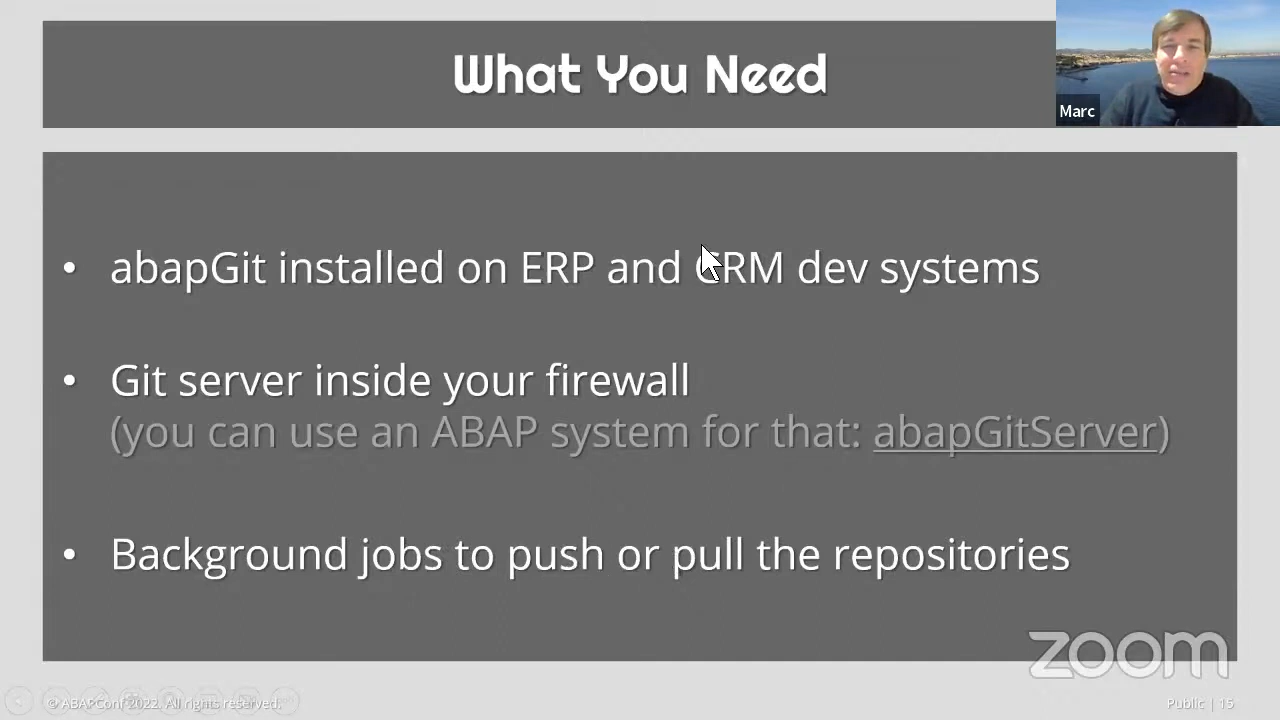 What You Need
Marc
• abapGit installed on ERP and CRM dev systems
• Git server inside your firewall
(you can use an ABAP system for that: abapGitServer)
• Background jobs to push or pull the repositories
zoom
© ABAPConf 2022. All rights reserved.
Public | 15